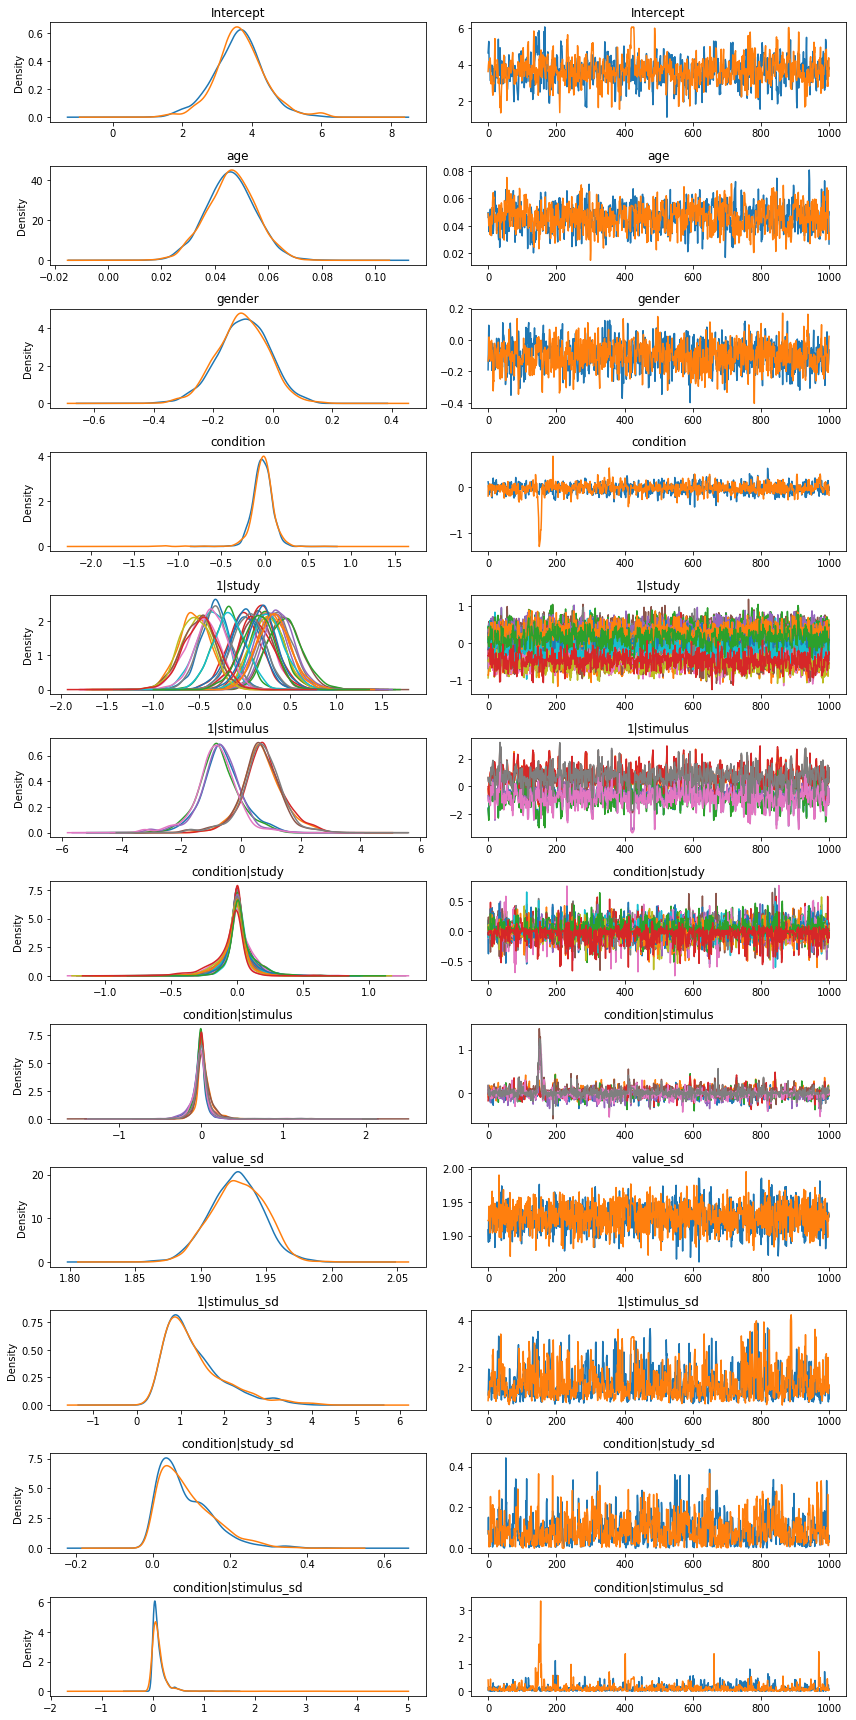 Intercept Intercept
Density
0.6
0.4
0.2
0.0
0 2 4 6 8
6
4
2
0 200 400 600 800 1000
age age
Density
40
20
0
−0.02 0.00 0.02 0.04 0.06 0.08 0.10
0.08
0.06
0.04
0.02
0 200 400 600 800 1000
gender gender
Density
4
2
0
−0.6 −0.4 −0.2 0.0 0.2 0.4
0.2
0.0
−0.2
−0.4
0 200 400 600 800 1000
condition condition
Density
4
2
0
−2.0 −1.5 −1.0 −0.5 0.0 0.5 1.0 1.5
0
−1
0 200 400 600 800 1000
1|study 1|study
Density
2
1
0
−2.0 −1.5 −1.0 −0.5 0.0 0.5 1.0 1.5
1
0
−1
0 200 400 600 800 1000
1|stimulus 1|stimulus
Density
0.6
0.4
0.2
0.0
−6 −4 −2 0 2 4 6
2
0
−2
0 200 400 600 800 1000
condition|study condition|study
Density
7.5
5.0
2.5
0.0
−1.0 −0.5 0.0 0.5 1.0
0.5
0.0
−0.5
0 200 400 600 800 1000
condition|stimulus condition|stimulus
Density
7.5
5.0
2.5
0.0
−1 0 1 2
1
0
0 200 400 600 800 1000
value_sd value_sd
Density
20
10
0
1.80 1.85 1.90 1.95 2.00 2.05
2.00
1.95
1.90
0 200 400 600 800 1000
1|stimulus_sd 1|stimulus_sd
Density
0.75
0.50
0.25
0.00
−1 0 1 2 3 4 5 6
4
2
0 200 400 600 800 1000
condition|study_sd condition|study_sd
Density
7.5
5.0
2.5
0.0
−0.2 0.0 0.2 0.4 0.6
0.4
0.2
0.0
0 200 400 600 800 1000
condition|stimulus_sd condition|stimulus_sd
Density
6
4
2
0
−2 −1 0 1 2 3 4 5
3
2
1
0
0 200 400 600 800 1000